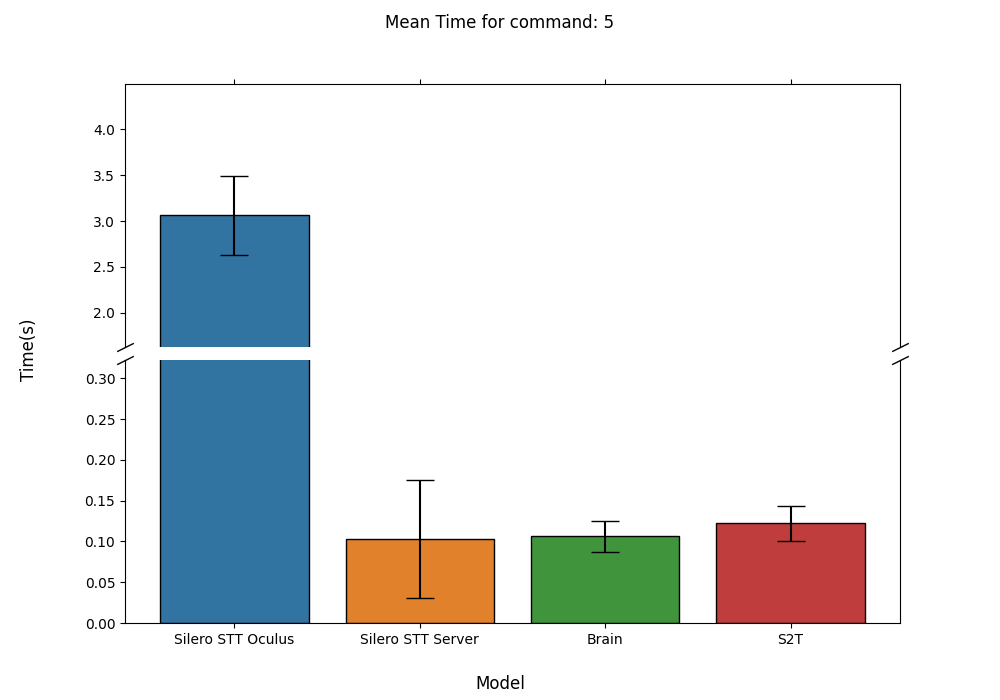 Mean Time for command: 5
4.0
3.5
3.0
2.5
2.0
0.30
0.25
0.20
0.15
0.10
0.05
0.00
Time(s)
Silero STT Oculus
Silero STT Server
Brain
S2T
Model